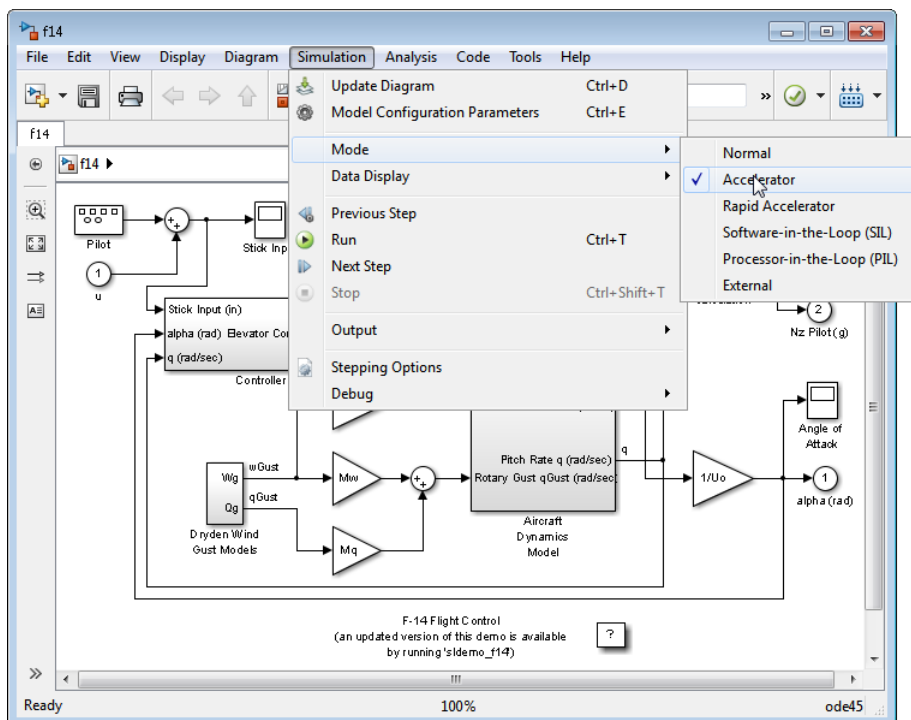 f14
File Edit View Display Diagram Simulation Analysis Code Tools Help
f14
f14
Update Diagram Ctrl+D
Model Configuration Parameters Ctrl+E
Mode
Data Display
Previous Step
Run Ctrl+T
Next Step
Stop Ctrl+Shift+T
Output
Stepping Options
Debug
Normal
Accelerator
Rapid Accelerator
Software-in-the-Loop (SIL)
Processor-in-the-Loop (PIL)
External
Pilot
1
u
Stick Inp
Stick Input (in)
alpha (rad) Elevator Co
q (rad/sec)
Controller
2
Nz Pilot (g)
Angle of
Attack
Pitch Rate q (rad/sec)
q
Rotary Gust qGust (rad/sec
Aircraft
Dynamics
Model
1/Uo
1
alpha (rad)
Wg
wGust
Qg
qGust
Dryden Wind
Gust Models
Mw
Mq
F-14 Flight Control
(an updated version of this demo is available
by running 'sldemo_f14')
?
Ready 100% ode45